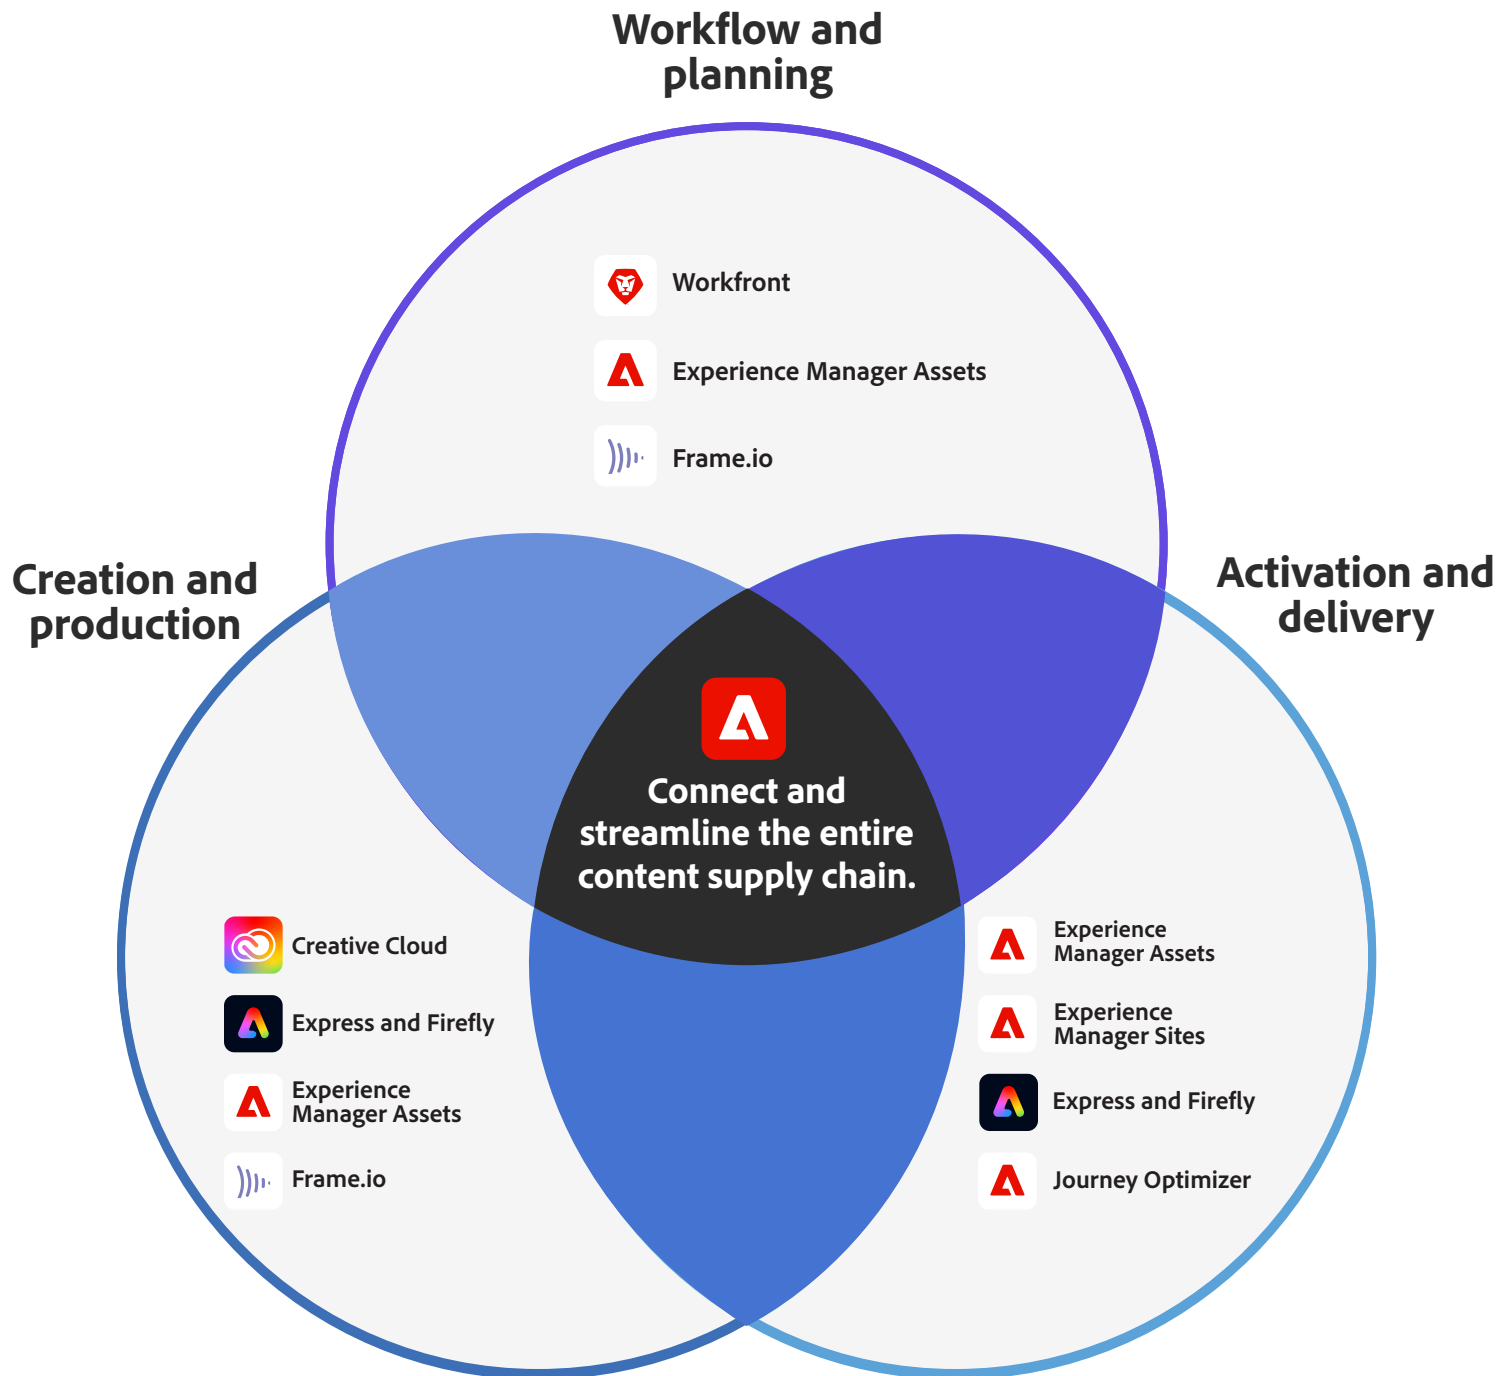 Workflow and
planning
Workfront
Experience Manager Assets
Frame.io
Creation and
production
Activation and
delivery
Connect and
streamline the entire
content supply chain.
Creative Cloud
Express and Firefly
Experience
Manager Assets
Frame.io
Experience
Manager Assets
Experience
Manager Sites
Express and Firefly
Journey Optimizer